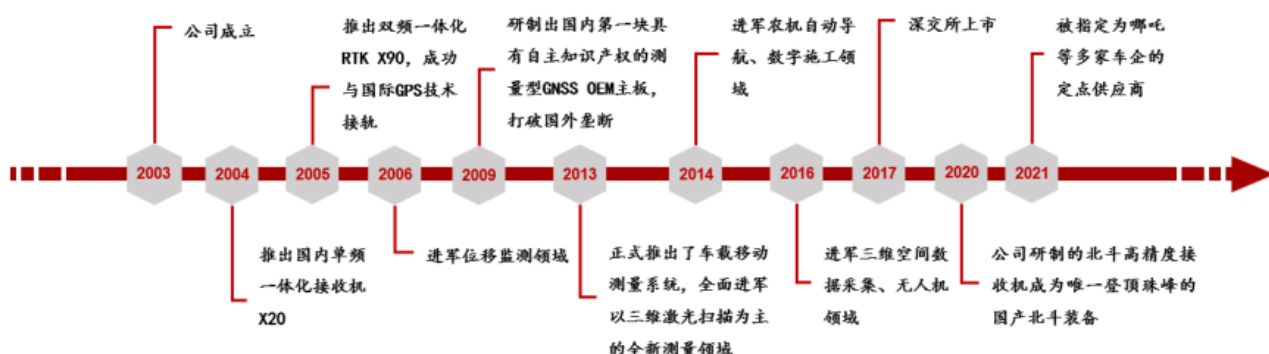 公司成立
推出双频一体化
RTK X90，成功
与国际GPS技术
接轨
研制出国内第一块具
有自主知识产权的测
量型GNSS OEM主板，
打破国外垄断
进军农机自动导
航、数字施工领
域
深交所上市
被指定为哪吒
等多家车企的
定点供应商
2003
2004
2005
2006
2009
2013
2014
2016
2017
2020
2021
推出国内单频
一体化接收机
X20
进军位移监测领域
正式推出了车载移动
测量系统，全面进军
以三维激光扫描为主
的全新测量领域
进军三维空间数
据采集、无人机
领域
公司研制的北斗高精度接
收机成为唯一登顶珠峰的
国产北斗装备